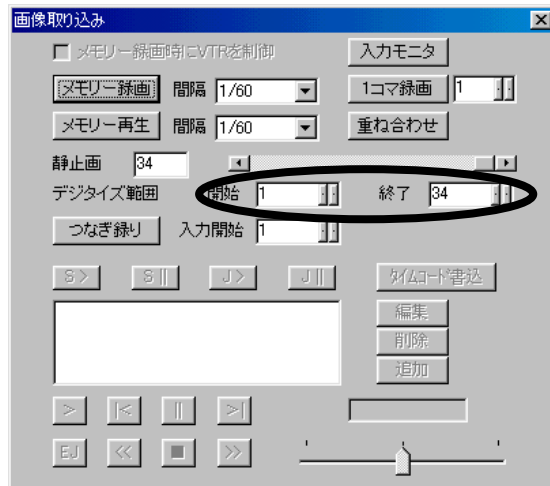 画像取り込み
メモリー録画時にVTRを制御 入力モニタ
メモリー録画 間隔 1/60 1コマ録画 1
メモリー再生 間隔 1/60 重ね合わせ
静止画 34
デジタイズ範囲 開始 1 終了 34
つなぎ録り 入力開始 1
S> S|| J> J|| タイムコード書込
編集
削除
追加
> |< || >|
EJ << ■ >>